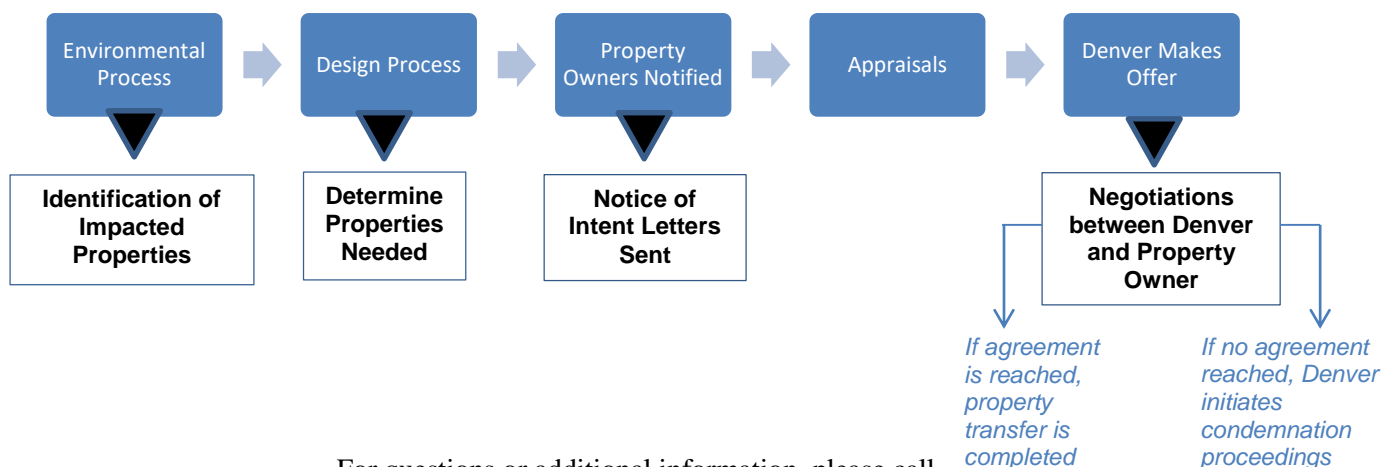 Environmental
Process
Design Process
Property
Owners Notified
Appraisals
Denver Makes
Offer
Identification of
Impacted
Properties
Determine
Properties
Needed
Notice of
Intent Letters
Sent
Negotiations
between Denver
and Property
Owner
If agreement
is reached,
property
transfer is
completed
If no agreement
reached, Denver
initiates
condemnation
proceedings
For questions or additional information, please call